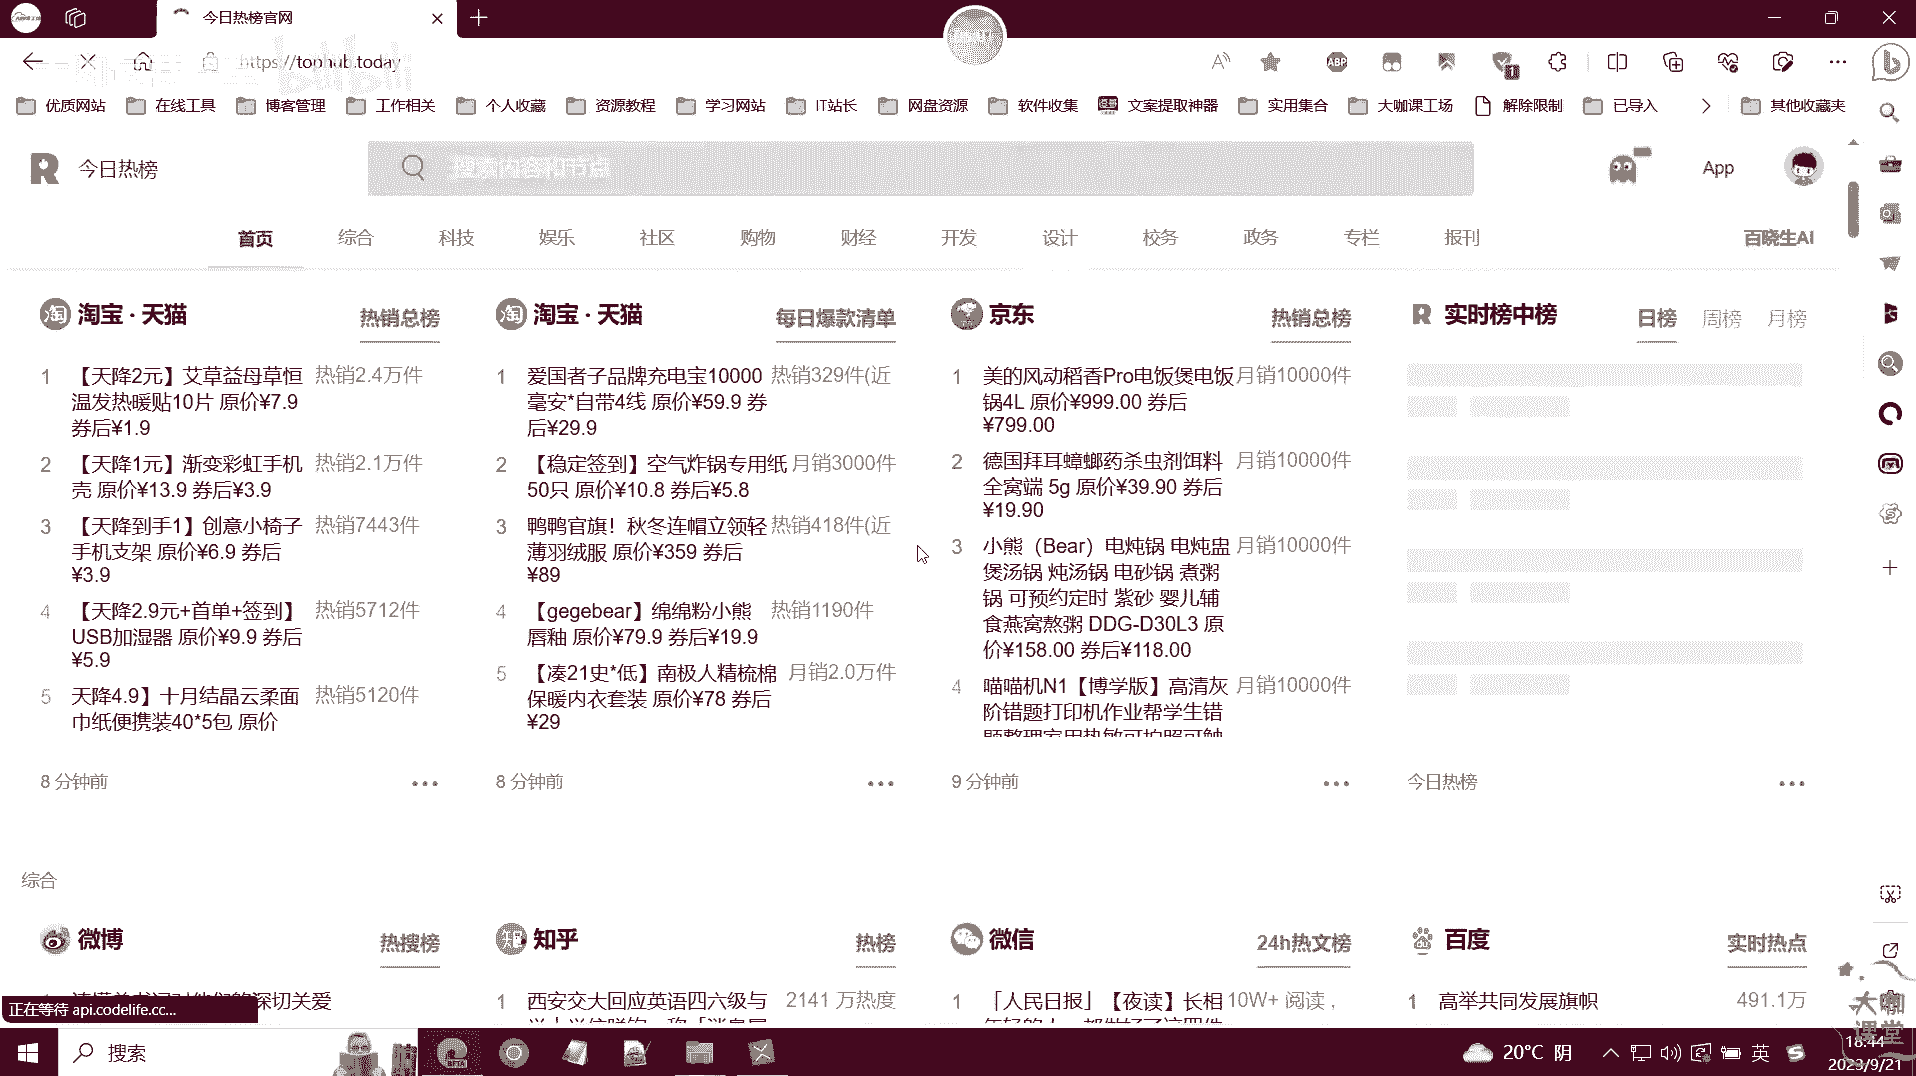 今日热榜官网
https://tophub.today
优质网站 在线工具 博客管理 工作相关 个人收藏 资源教程 学习网站 IT站长 网盘资源 软件收集 文案提取神器 实用集合 大咖课工场 解除限制 已导入 其他收藏夹
今日热榜
搜索内容和节点
App
首页 综合 科技 娱乐 社区 购物 财经 开发 设计 校务 政务 专栏 报刊 百晓生AI
淘宝 · 天猫 热销总榜
1 【天降2元】艾草益母草恒 热销2.4万件
温发热暖贴10片 原价¥7.9
券后¥1.9
2 【天降1元】渐变彩虹手机 热销2.1万件
壳 原价¥13.9 券后¥3.9
3 【天降到手1】创意小椅子 热销7443件
手机支架 原价¥6.9 券后
¥3.9
4 【天降2.9元+首单+签到】 热销5712件
USB加湿器 原价¥9.9 券后
¥5.9
5 天降4.9】十月结晶云柔面 热销5120件
巾纸便携装40*5包 原价
8 分钟前
淘宝 · 天猫 每日爆款清单
1 爱国者子品牌充电宝10000 热销329件(近
毫安*自带4线 原价¥59.9 券
后¥29.9
2 【稳定签到】空气炸锅专用纸 月销3000件
50只 原价¥10.8 券后¥5.8
3 鸭鸭官旗！秋冬连帽立领轻 热销418件(近
薄羽绒服 原价¥359 券后
¥89
4 【gegebear】绵绵粉小熊 热销1190件
唇釉 原价¥79.9 券后¥19.9
5 【凑21史*低】南极人精梳棉 月销2.0万件
保暖内衣套装 原价¥78 券后
¥29
8 分钟前
京东 热销总榜
1 美的风动稻香Pro电饭煲电饭 月销10000件
锅4L 原价¥999.00 券后
¥799.00
2 德国拜耳蟑螂药杀虫剂饵料 月销10000件
全窝端 5g 原价¥39.90 券后
¥19.90
3 小熊（Bear）电炖锅 电炖盅 月销10000件
煲汤锅 炖汤锅 电砂锅 煮粥
锅 可预约定时 紫砂 婴儿辅
食燕窝熬粥 DDG-D30L3 原
价¥158.00 券后¥118.00
4 喵喵机N1【博学版】高清灰 月销10000件
阶错题打印机作业帮学生错
9 分钟前
实时榜中榜 日榜 周榜 月榜
今日热榜
综合
微博 热搜榜
深切关爱
知乎 热榜
1 西安交大回应英语四六级与 2141 万热度
微信 24h热文榜
1 「人民日报」【夜读】长相 10W+ 阅读，
百度 实时热点
1 高举共同发展旗帜 491.1万
正在等待 api.codelife.cc...
搜索
20°C 阴
英
18:44
2023/9/21
大咖
课堂
bilibili